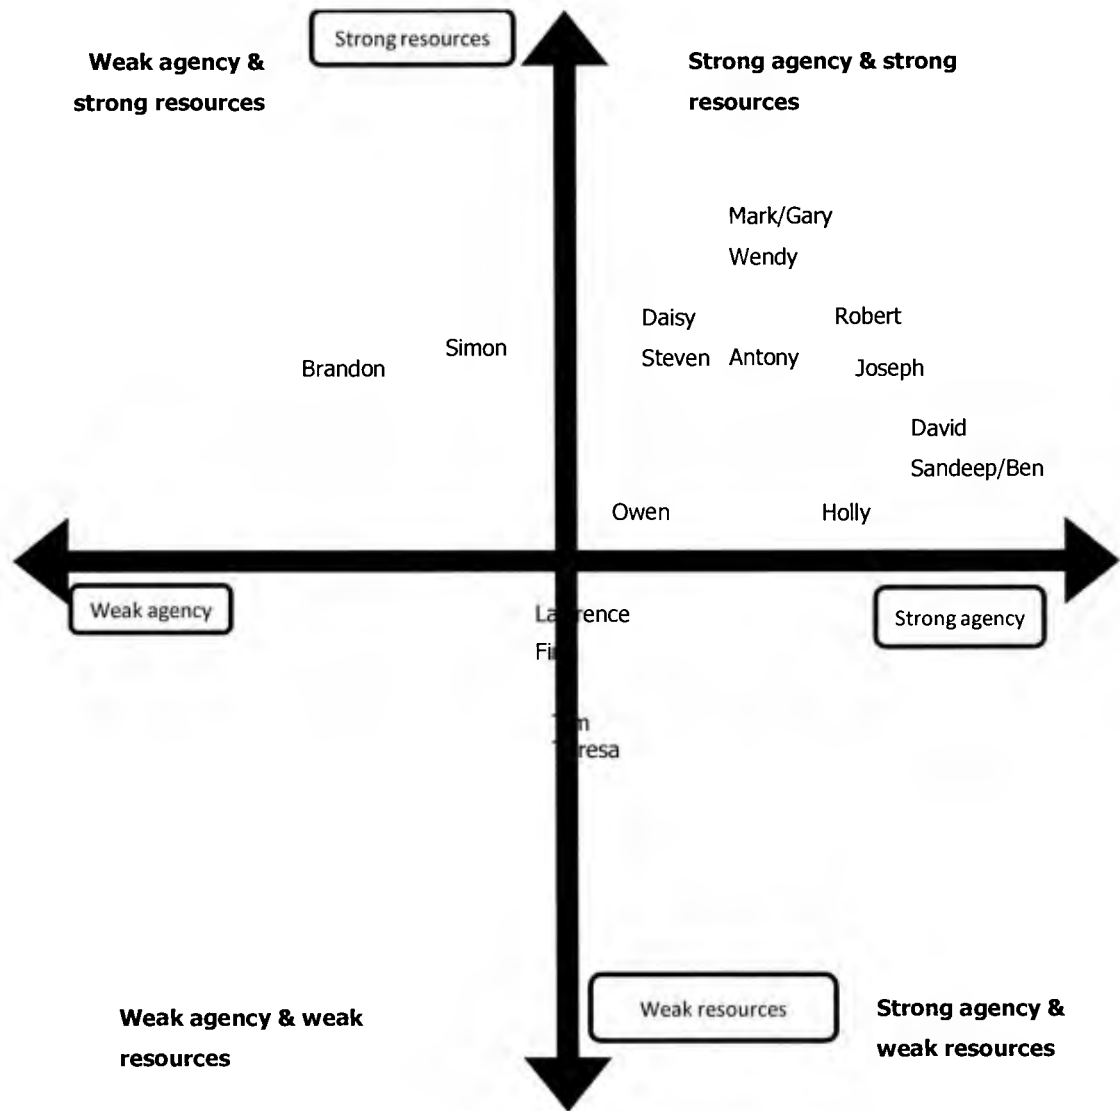 Strong resources
Weak agency &
strong resources
Strong agency & strong
resources
Mark/Gary
Wendy
Daisy
Robert
Simon
Steven Antony
Brandon
Joseph
David
Sandeep/Ben
Owen
Holly
Weak agency
Strong agency
Lawrence
Teresa
Weak resources
Strong agency &
weak resources
Weak agency & weak
resources